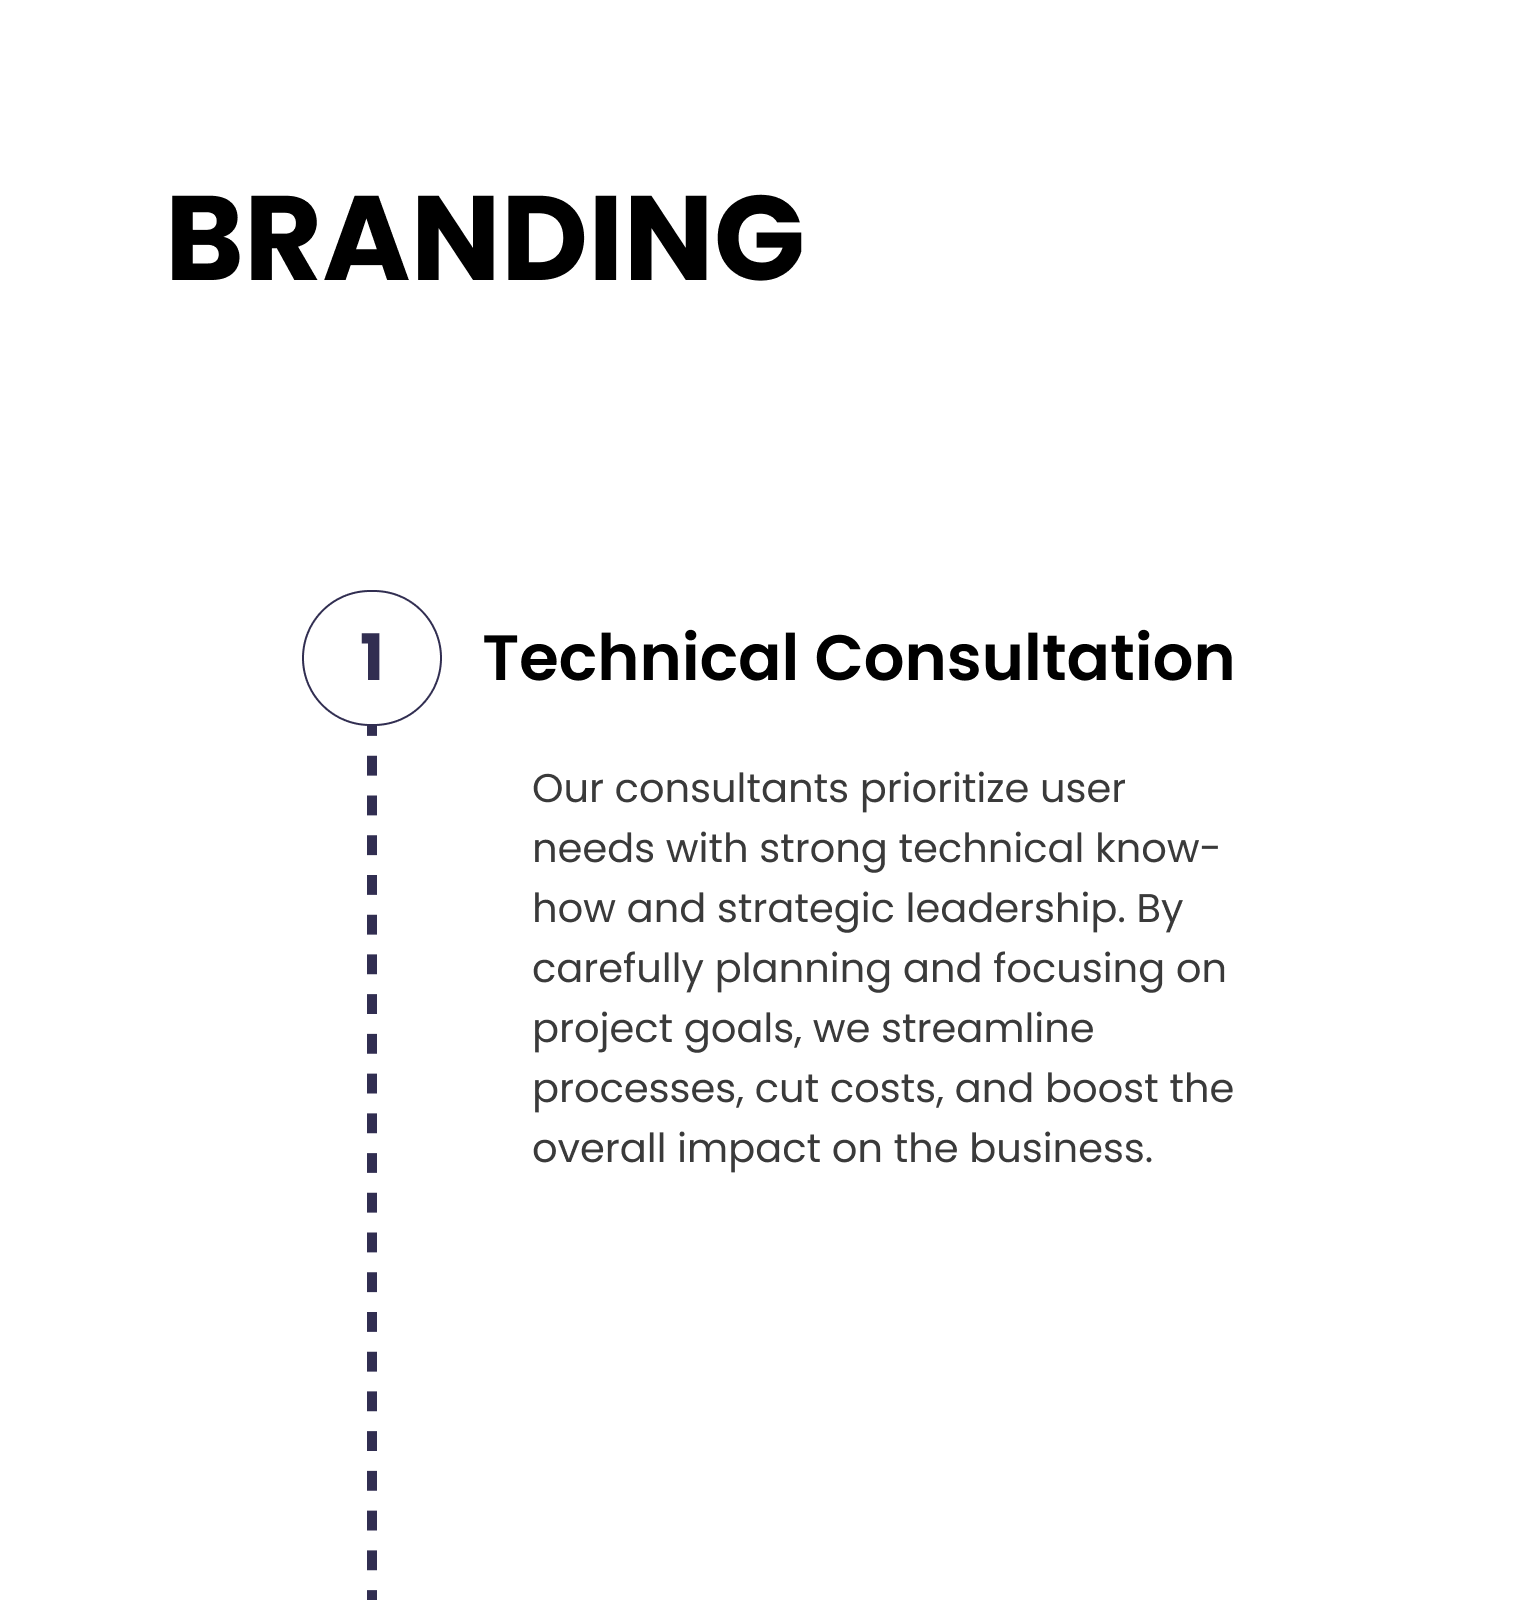 BRANDING
1
Technical Consultation
Our consultants prioritize user
needs with strong technical know-
how and strategic leadership. By
carefully planning and focusing on
project goals, we streamline
processes, cut costs, and boost the
overall impact on the business.